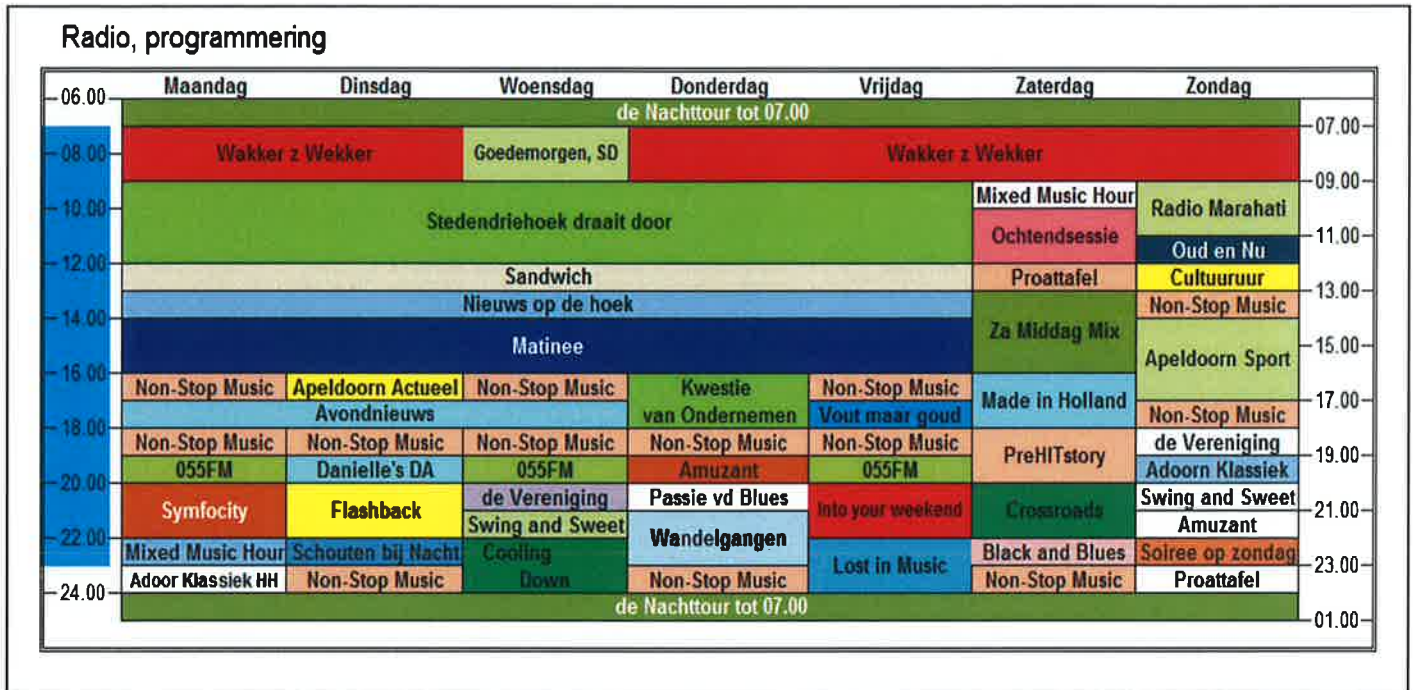 Radio, programmering
Maandag Dinsdag Woensdag Donderdag Vrijdag Zaterdag Zondag
06.00
de Nachttour tot 07.00
07.00
08.00 Wakker z Wekker Goedemorgen, SD Wakker z Wekker
09.00
Mixed Music Hour
10.00 Stedendriehoek draait door Radio Marahati
Ochtendsessie 11.00
Oud en Nu
12.00 Sandwich Proattafel Cultuuruur
13.00
Nieuws op de hoek Non-Stop Music
14.00
Matinee Za Middag Mix Apeldoorn Sport 15.00
16.00 Non-Stop Music Apeldoorn Actueel Non-Stop Music Kwestie Non-Stop Music
Made in Holland 17.00
Avondnieuws van Ondernemen Vout maar goud Non-Stop Music
18.00 Non-Stop Music Non-Stop Music Non-Stop Music Non-Stop Music Non-Stop Music de Vereniging
PreHITstory 19.00
055FM Danielle's DA 055FM Amuzant 055FM Adoorn Klassiek
20.00 de Vereniging Passie vd Blues Swing and Sweet
Symfocity Flashback Into your weekend Crossroads 21.00
Swing and Sweet Wandelgangen Amuzant
22.00 Mixed Music Hour Schouten bij Nacht Cooling Black and Blues Soiree op zondag
Lost in Music 23.00
Adoor Klassiek HH Non-Stop Music Down Non-Stop Music Non-Stop Music Proattafel
24.00
de Nachttour tot 07.00
01.00